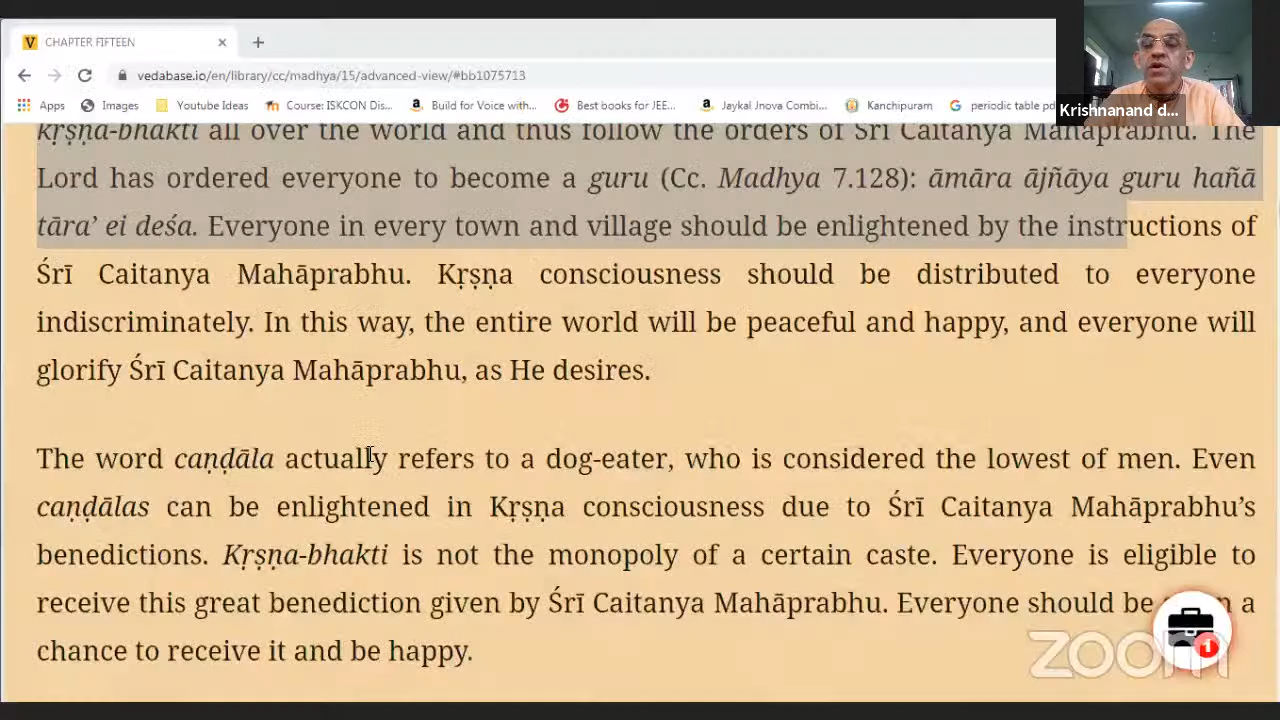 CHAPTER FIFTEEN
vedabase.io/en/library/cc/madhya/15/advanced-view/#bb1075713
Apps Images Youtube Ideas Course: ISKCON Dis... Build for Voice with... Best books for JEE... Jaykal Jnova Combi... Kanchipuram periodic table pd
Krishnanand d...
kṛṣṇa-bhakti all over the world and thus follow the orders of Śrī Caitanya Mahāprabhu. The
Lord has ordered everyone to become a guru (Cc. Madhya 7.128): āmāra ājñāya guru hañā
tāra’ ei deśa. Everyone in every town and village should be enlightened by the instructions of
Śrī Caitanya Mahāprabhu. Kṛṣṇa consciousness should be distributed to everyone
indiscriminately. In this way, the entire world will be peaceful and happy, and everyone will
glorify Śrī Caitanya Mahāprabhu, as He desires.
The word caṇḍāla actually refers to a dog-eater, who is considered the lowest of men. Even
caṇḍālas can be enlightened in Kṛṣṇa consciousness due to Śrī Caitanya Mahāprabhu’s
benedictions. Kṛṣṇa-bhakti is not the monopoly of a certain caste. Everyone is eligible to
receive this great benediction given by Śrī Caitanya Mahāprabhu. Everyone should be a
chance to receive it and be happy.
1
zoom